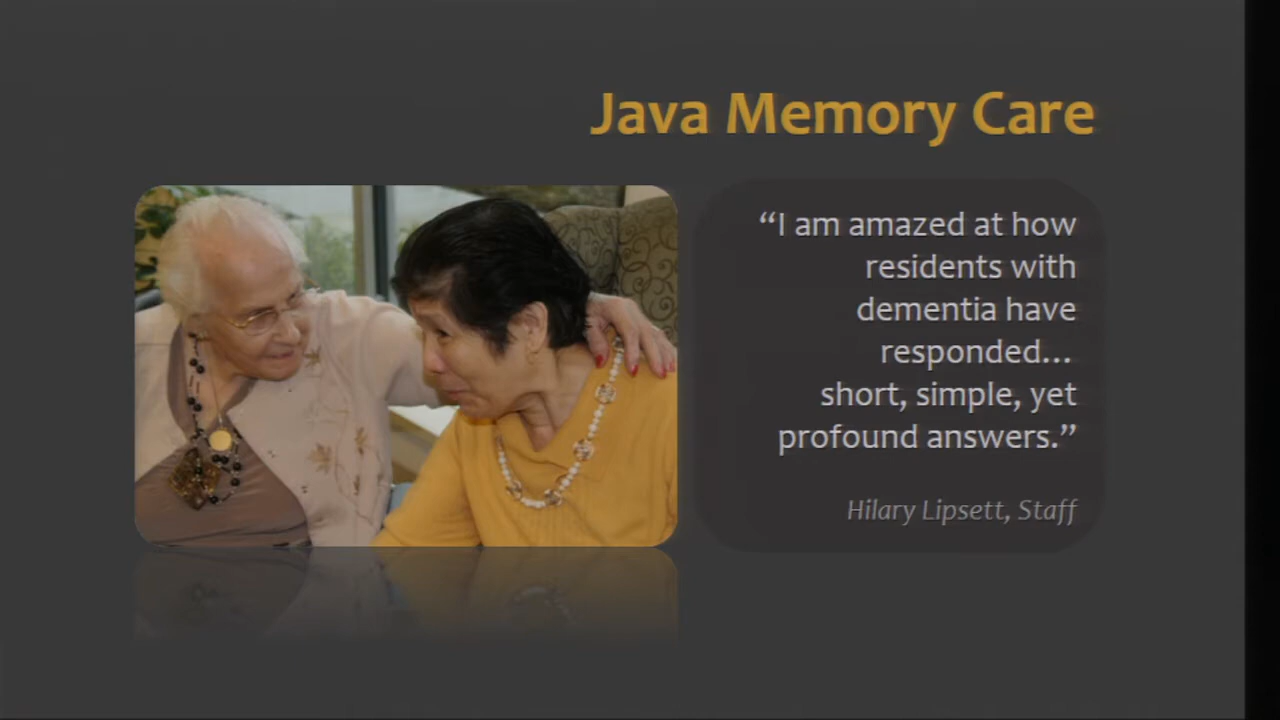 Java Memory Care
“I am amazed at how
residents with
dementia have
responded...
short, simple, yet
profound answers.”
Hilary Lipsett, Staff